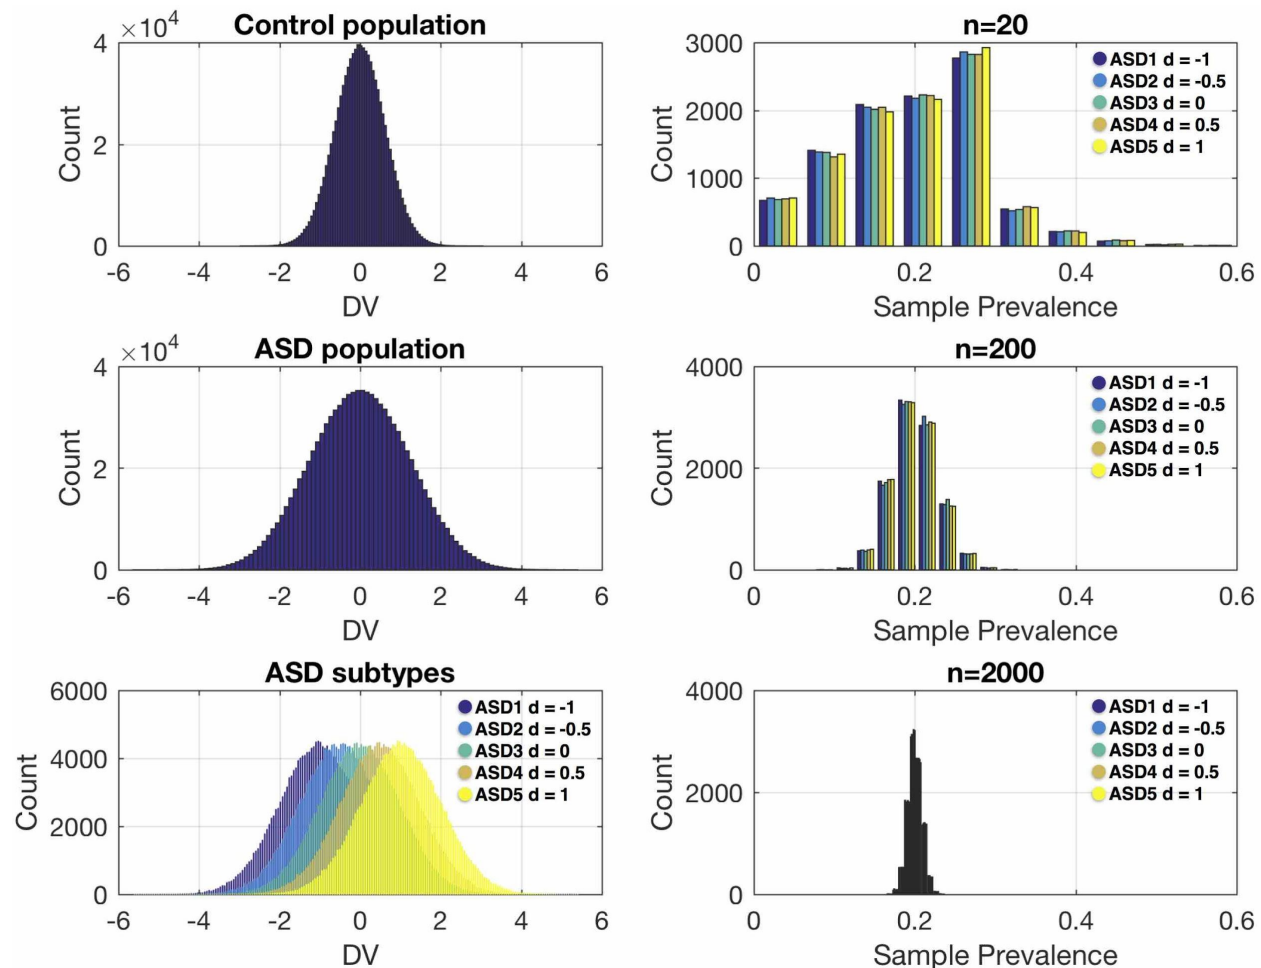 Control population
×10⁴
4
2
0
Count
-6 -4 -2 0 2 4 6
DV
n=20
3000
2000
1000
0
Count
ASD1 d = -1
ASD2 d = -0.5
ASD3 d = 0
ASD4 d = 0.5
ASD5 d = 1
0 0.2 0.4 0.6
Sample Prevalence
ASD population
×10⁴
4
2
0
Count
-6 -4 -2 0 2 4 6
DV
n=200
4000
2000
0
Count
ASD1 d = -1
ASD2 d = -0.5
ASD3 d = 0
ASD4 d = 0.5
ASD5 d = 1
0 0.2 0.4 0.6
Sample Prevalence
ASD subtypes
6000
4000
2000
0
Count
ASD1 d = -1
ASD2 d = -0.5
ASD3 d = 0
ASD4 d = 0.5
ASD5 d = 1
-6 -4 -2 0 2 4 6
DV
n=2000
4000
2000
0
Count
ASD1 d = -1
ASD2 d = -0.5
ASD3 d = 0
ASD4 d = 0.5
ASD5 d = 1
0 0.2 0.4 0.6
Sample Prevalence